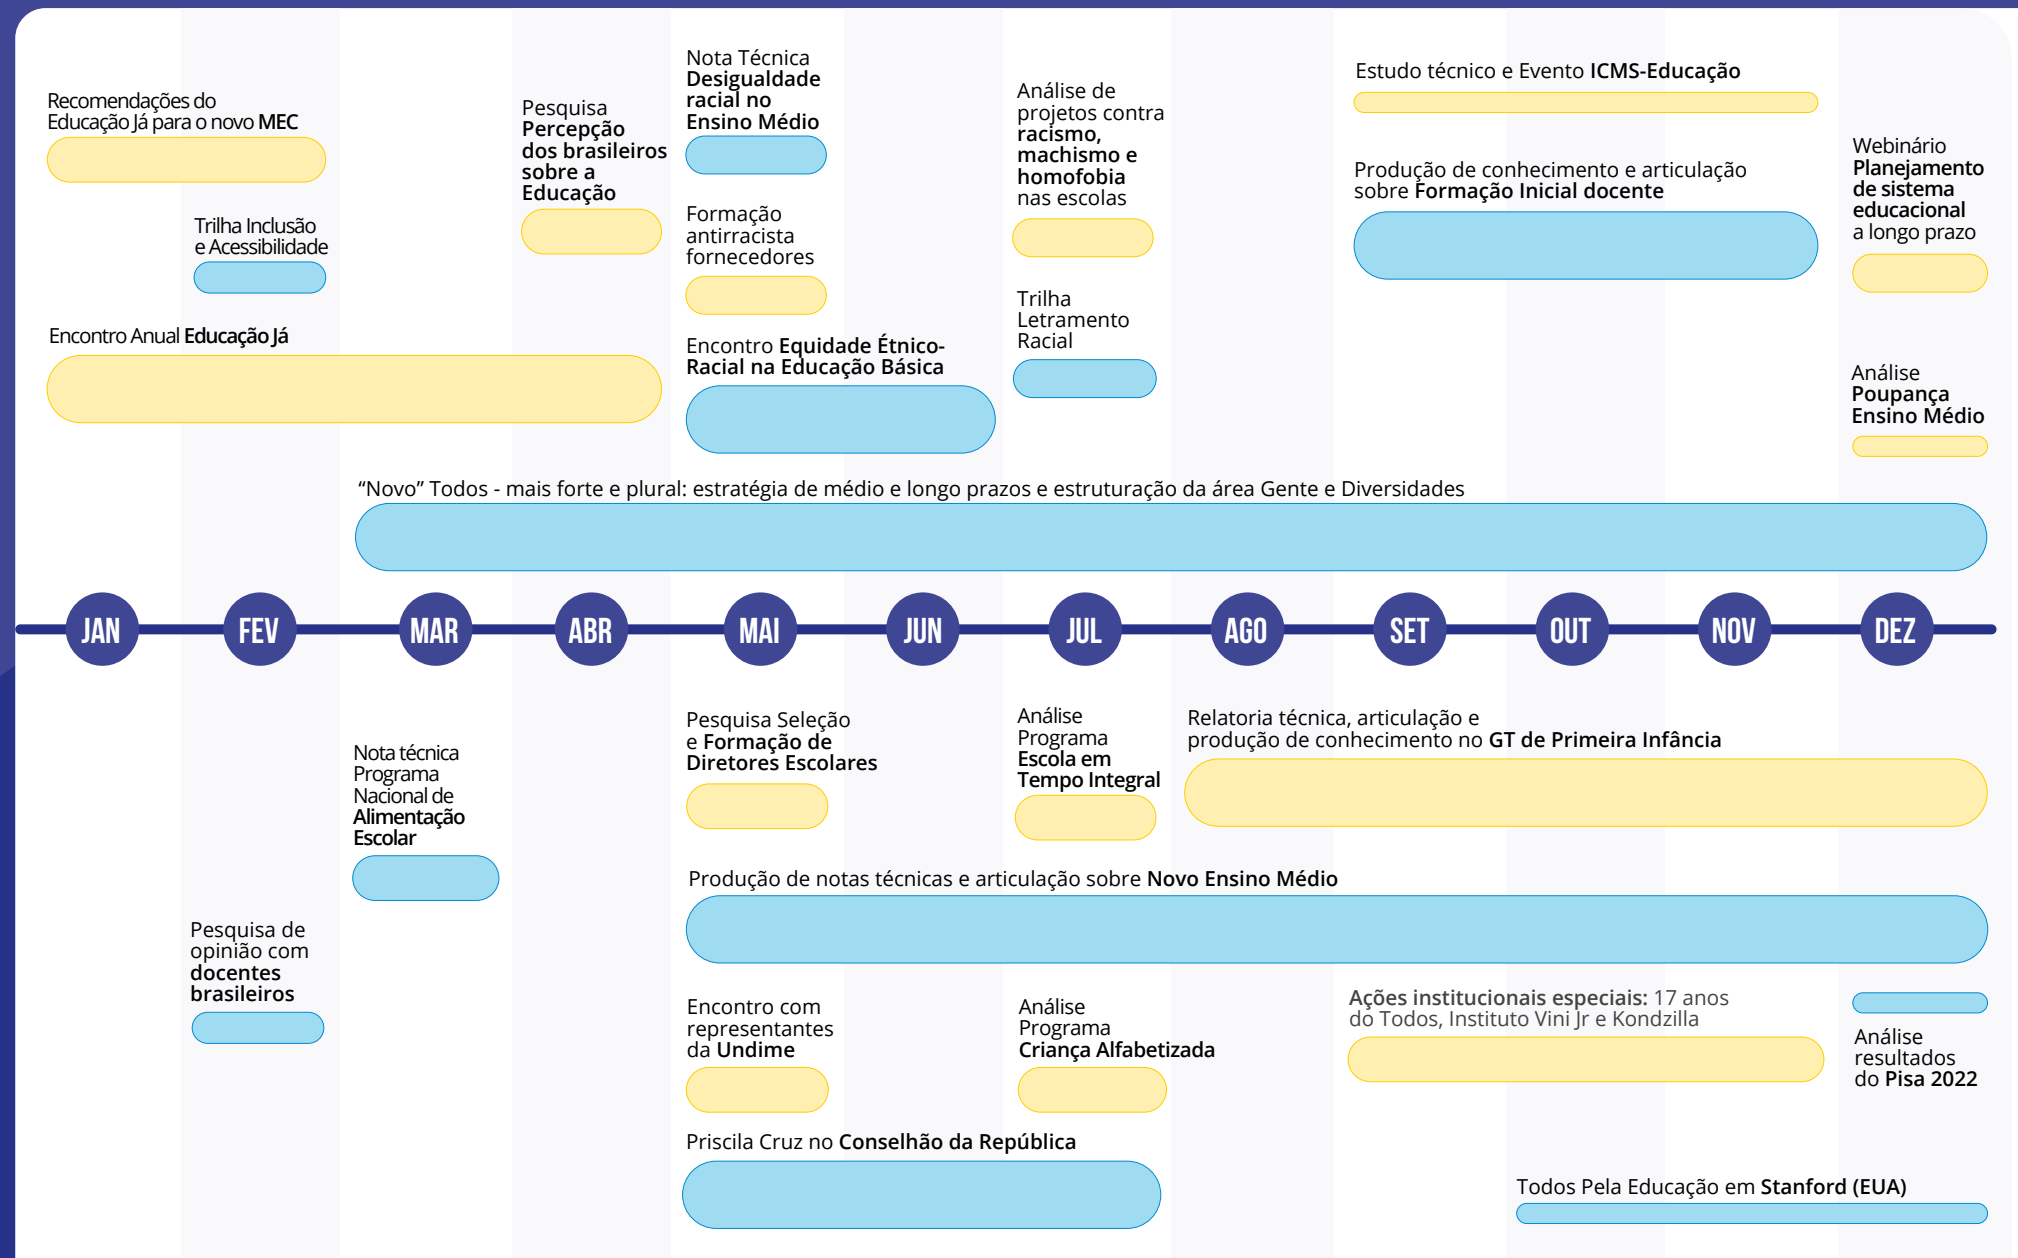 Recomendações do
Educação Já para o novo MEC
Trilha Inclusão
e Acessibilidade
Encontro Anual Educação Já
Pesquisa
Percepção
dos brasileiros
sobre a
Educação
Nota Técnica
Desigualdade
racial no
Ensino Médio
Formação
antirracista
fornecedores
Encontro Equidade Étnico-
Racial na Educação Básica
Análise de
projetos contra
racismo,
machismo e
homofobia
nas escolas
Trilha
Letramento
Racial
Estudo técnico e Evento ICMS-Educação
Produção de conhecimento e articulação
sobre Formação Inicial docente
Webinário
Planejamento
de sistema
educacional
a longo prazo
Análise
Poupança
Ensino Médio
“Novo” Todos - mais forte e plural: estratégia de médio e longo prazos e estruturação da área Gente e Diversidades
JAN
FEV
MAR
ABR
MAI
JUN
JUL
AGO
SET
OUT
NOV
DEZ
Pesquisa de
opinião com
docentes
brasileiros
Nota técnica
Programa
Nacional de
Alimentação
Escolar
Pesquisa Seleção
e Formação de
Diretores Escolares
Análise
Programa
Escola em
Tempo Integral
Relatoria técnica, articulação e
produção de conhecimento no GT de Primeira Infância
Produção de notas técnicas e articulação sobre Novo Ensino Médio
Encontro com
representantes
da Undime
Análise
Programa
Criança Alfabetizada
Ações institucionais especiais: 17 anos
do Todos, Instituto Vini Jr e Kondzilla
Análise
resultados
do Pisa 2022
Priscila Cruz no Conselhão da República
Todos Pela Educação em Stanford (EUA)